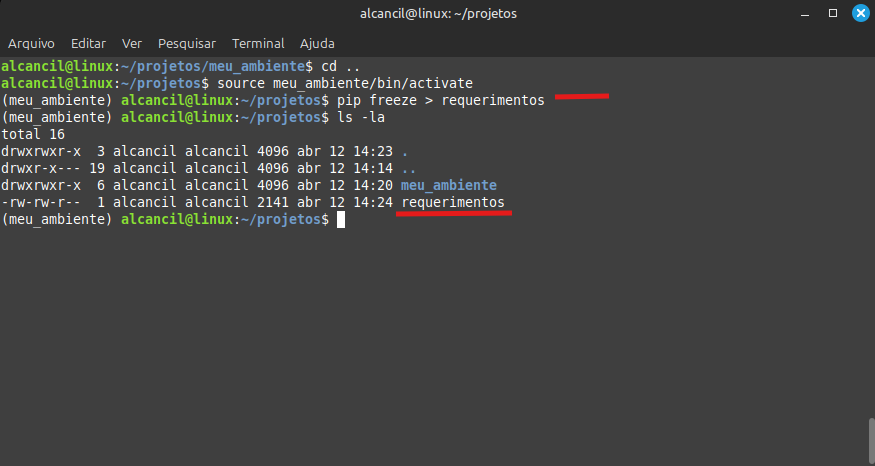 alcancil@linux: ~/projetos
Arquivo Editar Ver Pesquisar Terminal Ajuda
alcancil@linux:~/projetos/meu_ambiente$ cd ..
alcancil@linux:~/projetos$ source meu_ambiente/bin/activate
(meu_ambiente) alcancil@linux:~/projetos$ pip freeze > requerimentos
(meu_ambiente) alcancil@linux:~/projetos$ ls -la
total 16
drwxrwxr-x  3 alcancil alcancil 4096 abr 12 14:23 .
drwxr-x--- 19 alcancil alcancil 4096 abr 12 14:14 ..
drwxrwxr-x  6 alcancil alcancil 4096 abr 12 14:20 meu_ambiente
-rw-rw-r--  1 alcancil alcancil 2141 abr 12 14:24 requerimentos
(meu_ambiente) alcancil@linux:~/projetos$